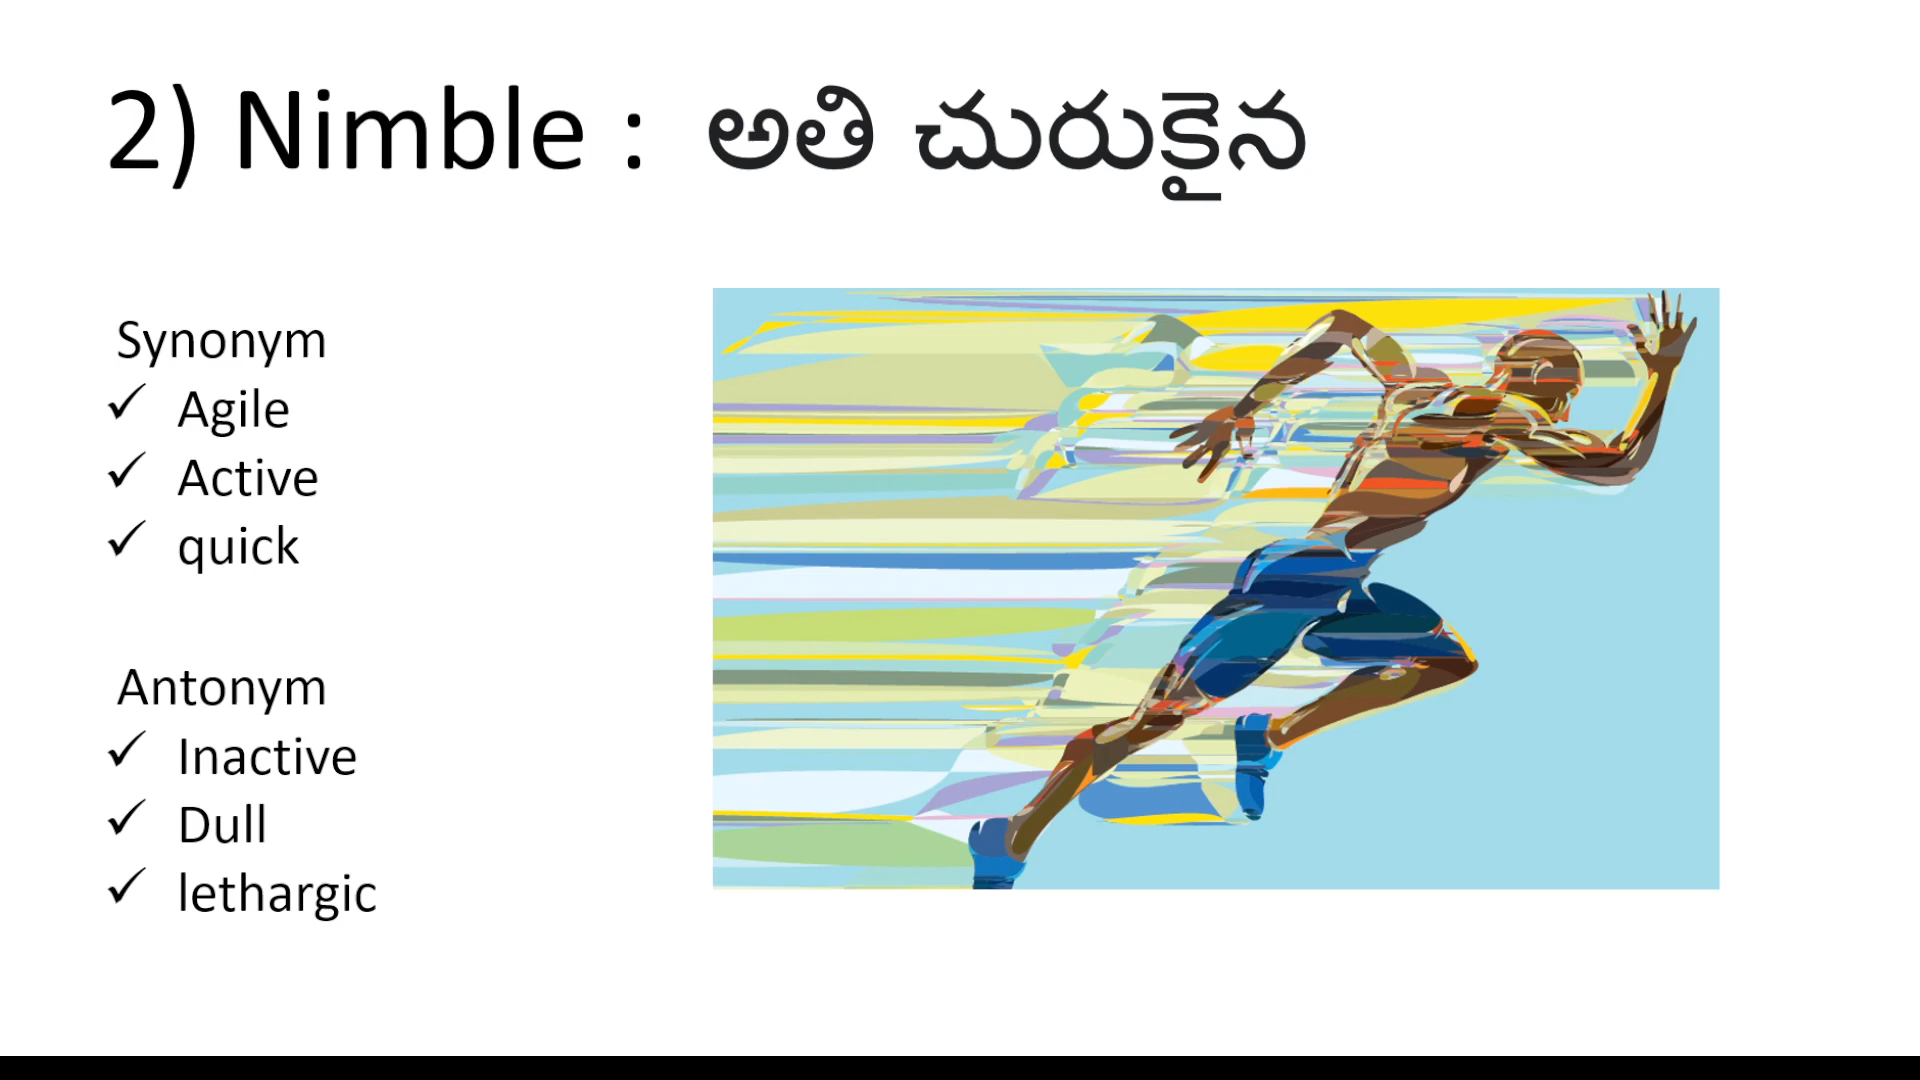 2) Nimble : అతి చురుకైన
Synonym
✓ Agile
✓ Active
✓ quick
Antonym
✓ Inactive
✓ Dull
✓ lethargic